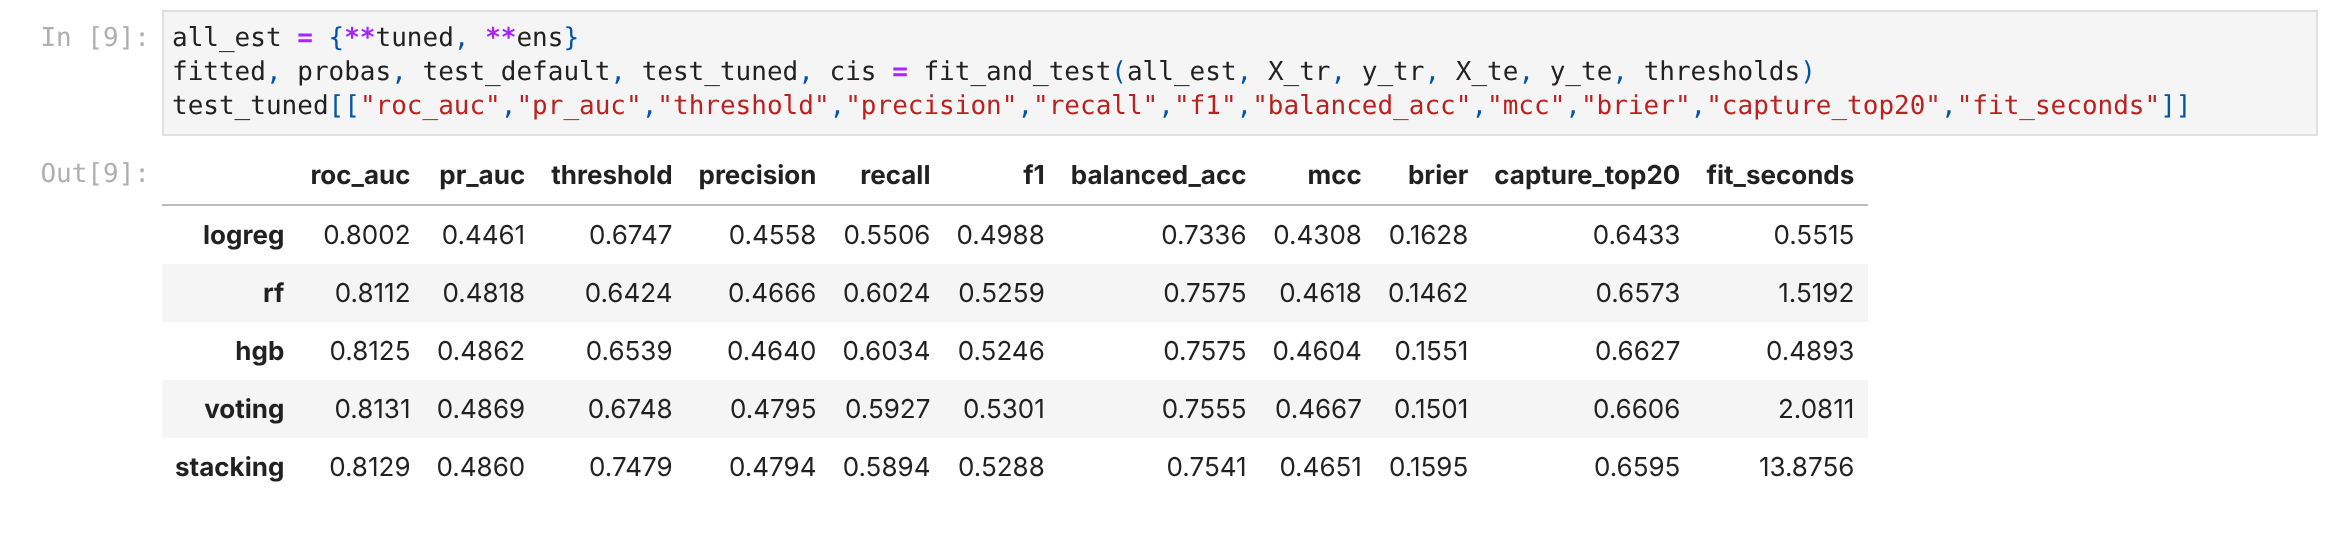 In [9]: all_est = {**tuned, **ens}
fitted, probas, test_default, test_tuned, cis = fit_and_test(all_est, X_tr, y_tr, X_te, y_te, thresholds)
test_tuned[["roc_auc","pr_auc","threshold","precision","recall","f1","balanced_acc","mcc","brier","capture_top20","fit_seconds"]]
Out[9]: roc_auc pr_auc threshold precision recall f1 balanced_acc mcc brier capture_top20 fit_seconds
logreg 0.8002 0.4461 0.6747 0.4558 0.5506 0.4988 0.7336 0.4308 0.1628 0.6433 0.5515
rf 0.8112 0.4818 0.6424 0.4666 0.6024 0.5259 0.7575 0.4618 0.1462 0.6573 1.5192
hgb 0.8125 0.4862 0.6539 0.4640 0.6034 0.5246 0.7575 0.4604 0.1551 0.6627 0.4893
voting 0.8131 0.4869 0.6748 0.4795 0.5927 0.5301 0.7555 0.4667 0.1501 0.6606 2.0811
stacking 0.8129 0.4860 0.7479 0.4794 0.5894 0.5288 0.7541 0.4651 0.1595 0.6595 13.8756